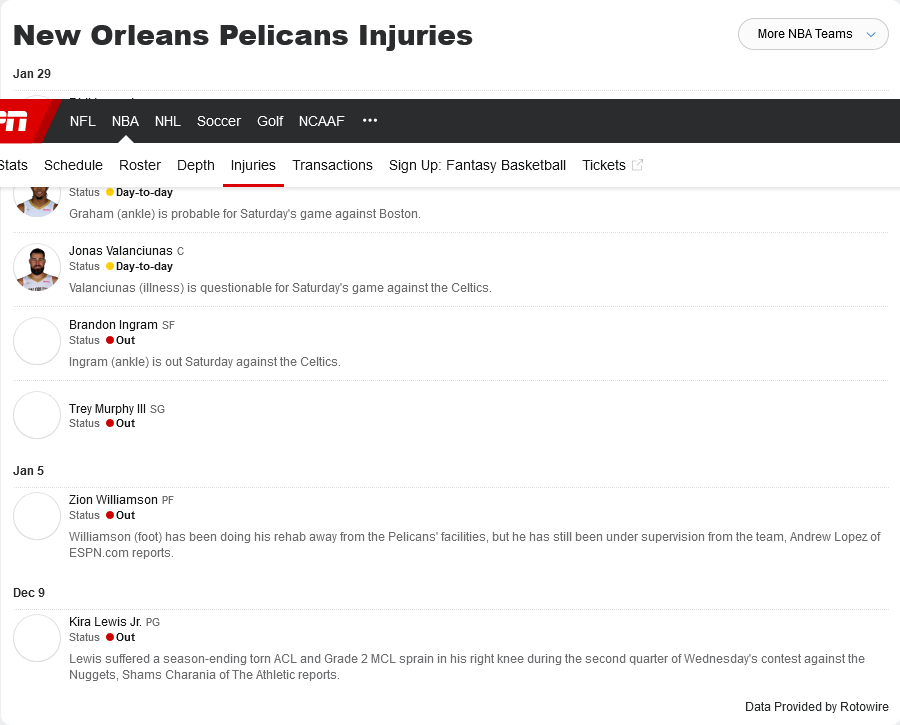 New Orleans Pelicans Injuries
More NBA Teams
Jan 29
NFL NBA NHL Soccer Golf NCAAF •••
Stats Schedule Roster Depth Injuries Transactions Sign Up: Fantasy Basketball Tickets
Status Day-to-day
Graham (ankle) is probable for Saturday's game against Boston.
Jonas Valanciunas C
Status Day-to-day
Valanciunas (illness) is questionable for Saturday's game against the Celtics.
Brandon Ingram SF
Status Out
Ingram (ankle) is out Saturday against the Celtics.
Trey Murphy III SG
Status Out
Jan 5
Zion Williamson PF
Status Out
Williamson (foot) has been doing his rehab away from the Pelicans' facilities, but he has still been under supervision from the team, Andrew Lopez of
ESPN.com reports.
Dec 9
Kira Lewis Jr. PG
Status Out
Lewis suffered a season-ending torn ACL and Grade 2 MCL sprain in his right knee during the second quarter of Wednesday's contest against the
Nuggets, Shams Charania of The Athletic reports.
Data Provided by Rotowire